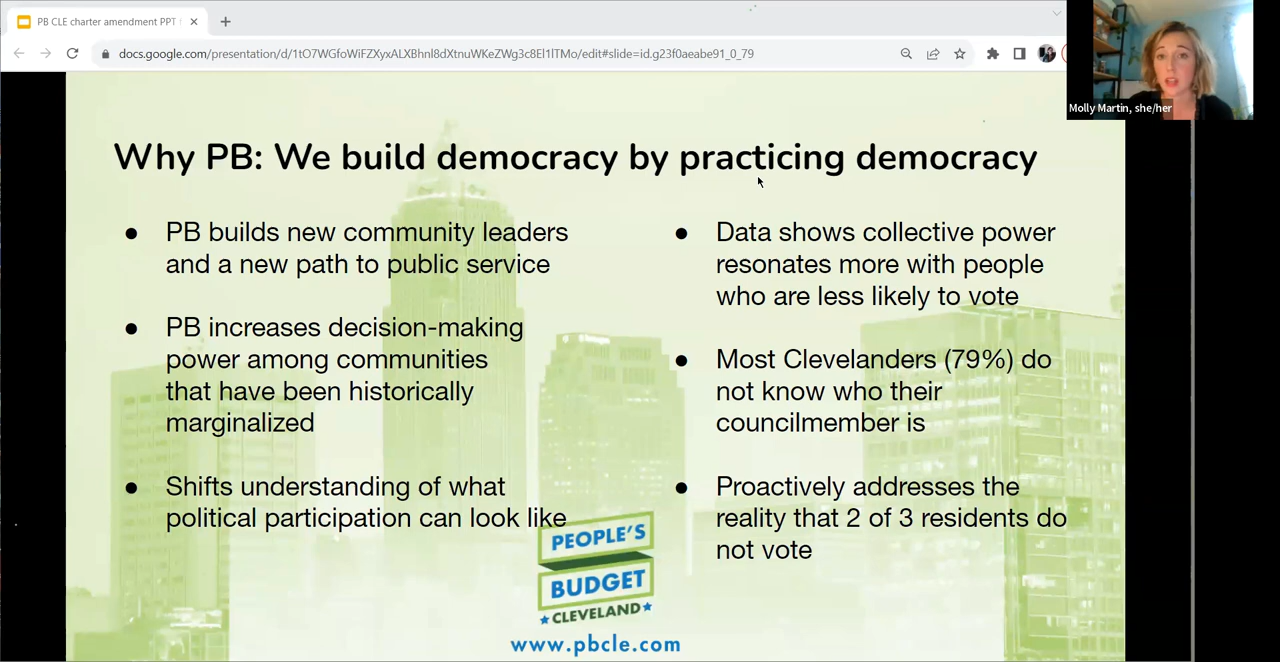 PB CLE charter amendment PPT
docs.google.com/presentation/d/1tO7WGfoWiFZXyxALXBhnl8dXtnuWKeZWg3c8El1lTMo/edit#slide=id.g23f0aeabe91_0_79
Molly Martin, she/her
Why PB: We build democracy by practicing democracy
● PB builds new community leaders
and a new path to public service
● PB increases decision-making
power among communities
that have been historically
marginalized
● Shifts understanding of what
political participation can look like
● Data shows collective power
resonates more with people
who are less likely to vote
● Most Clevelanders (79%) do
not know who their
councilmember is
● Proactively addresses the
reality that 2 of 3 residents do
not vote
PEOPLE'S
BUDGET
CLEVELAND
www.pbcle.com